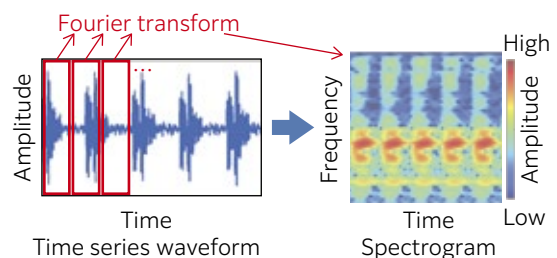 Fourier transform
...
Amplitude
Time
Time series waveform
Frequency
Time
Spectrogram
High
Amplitude
Low